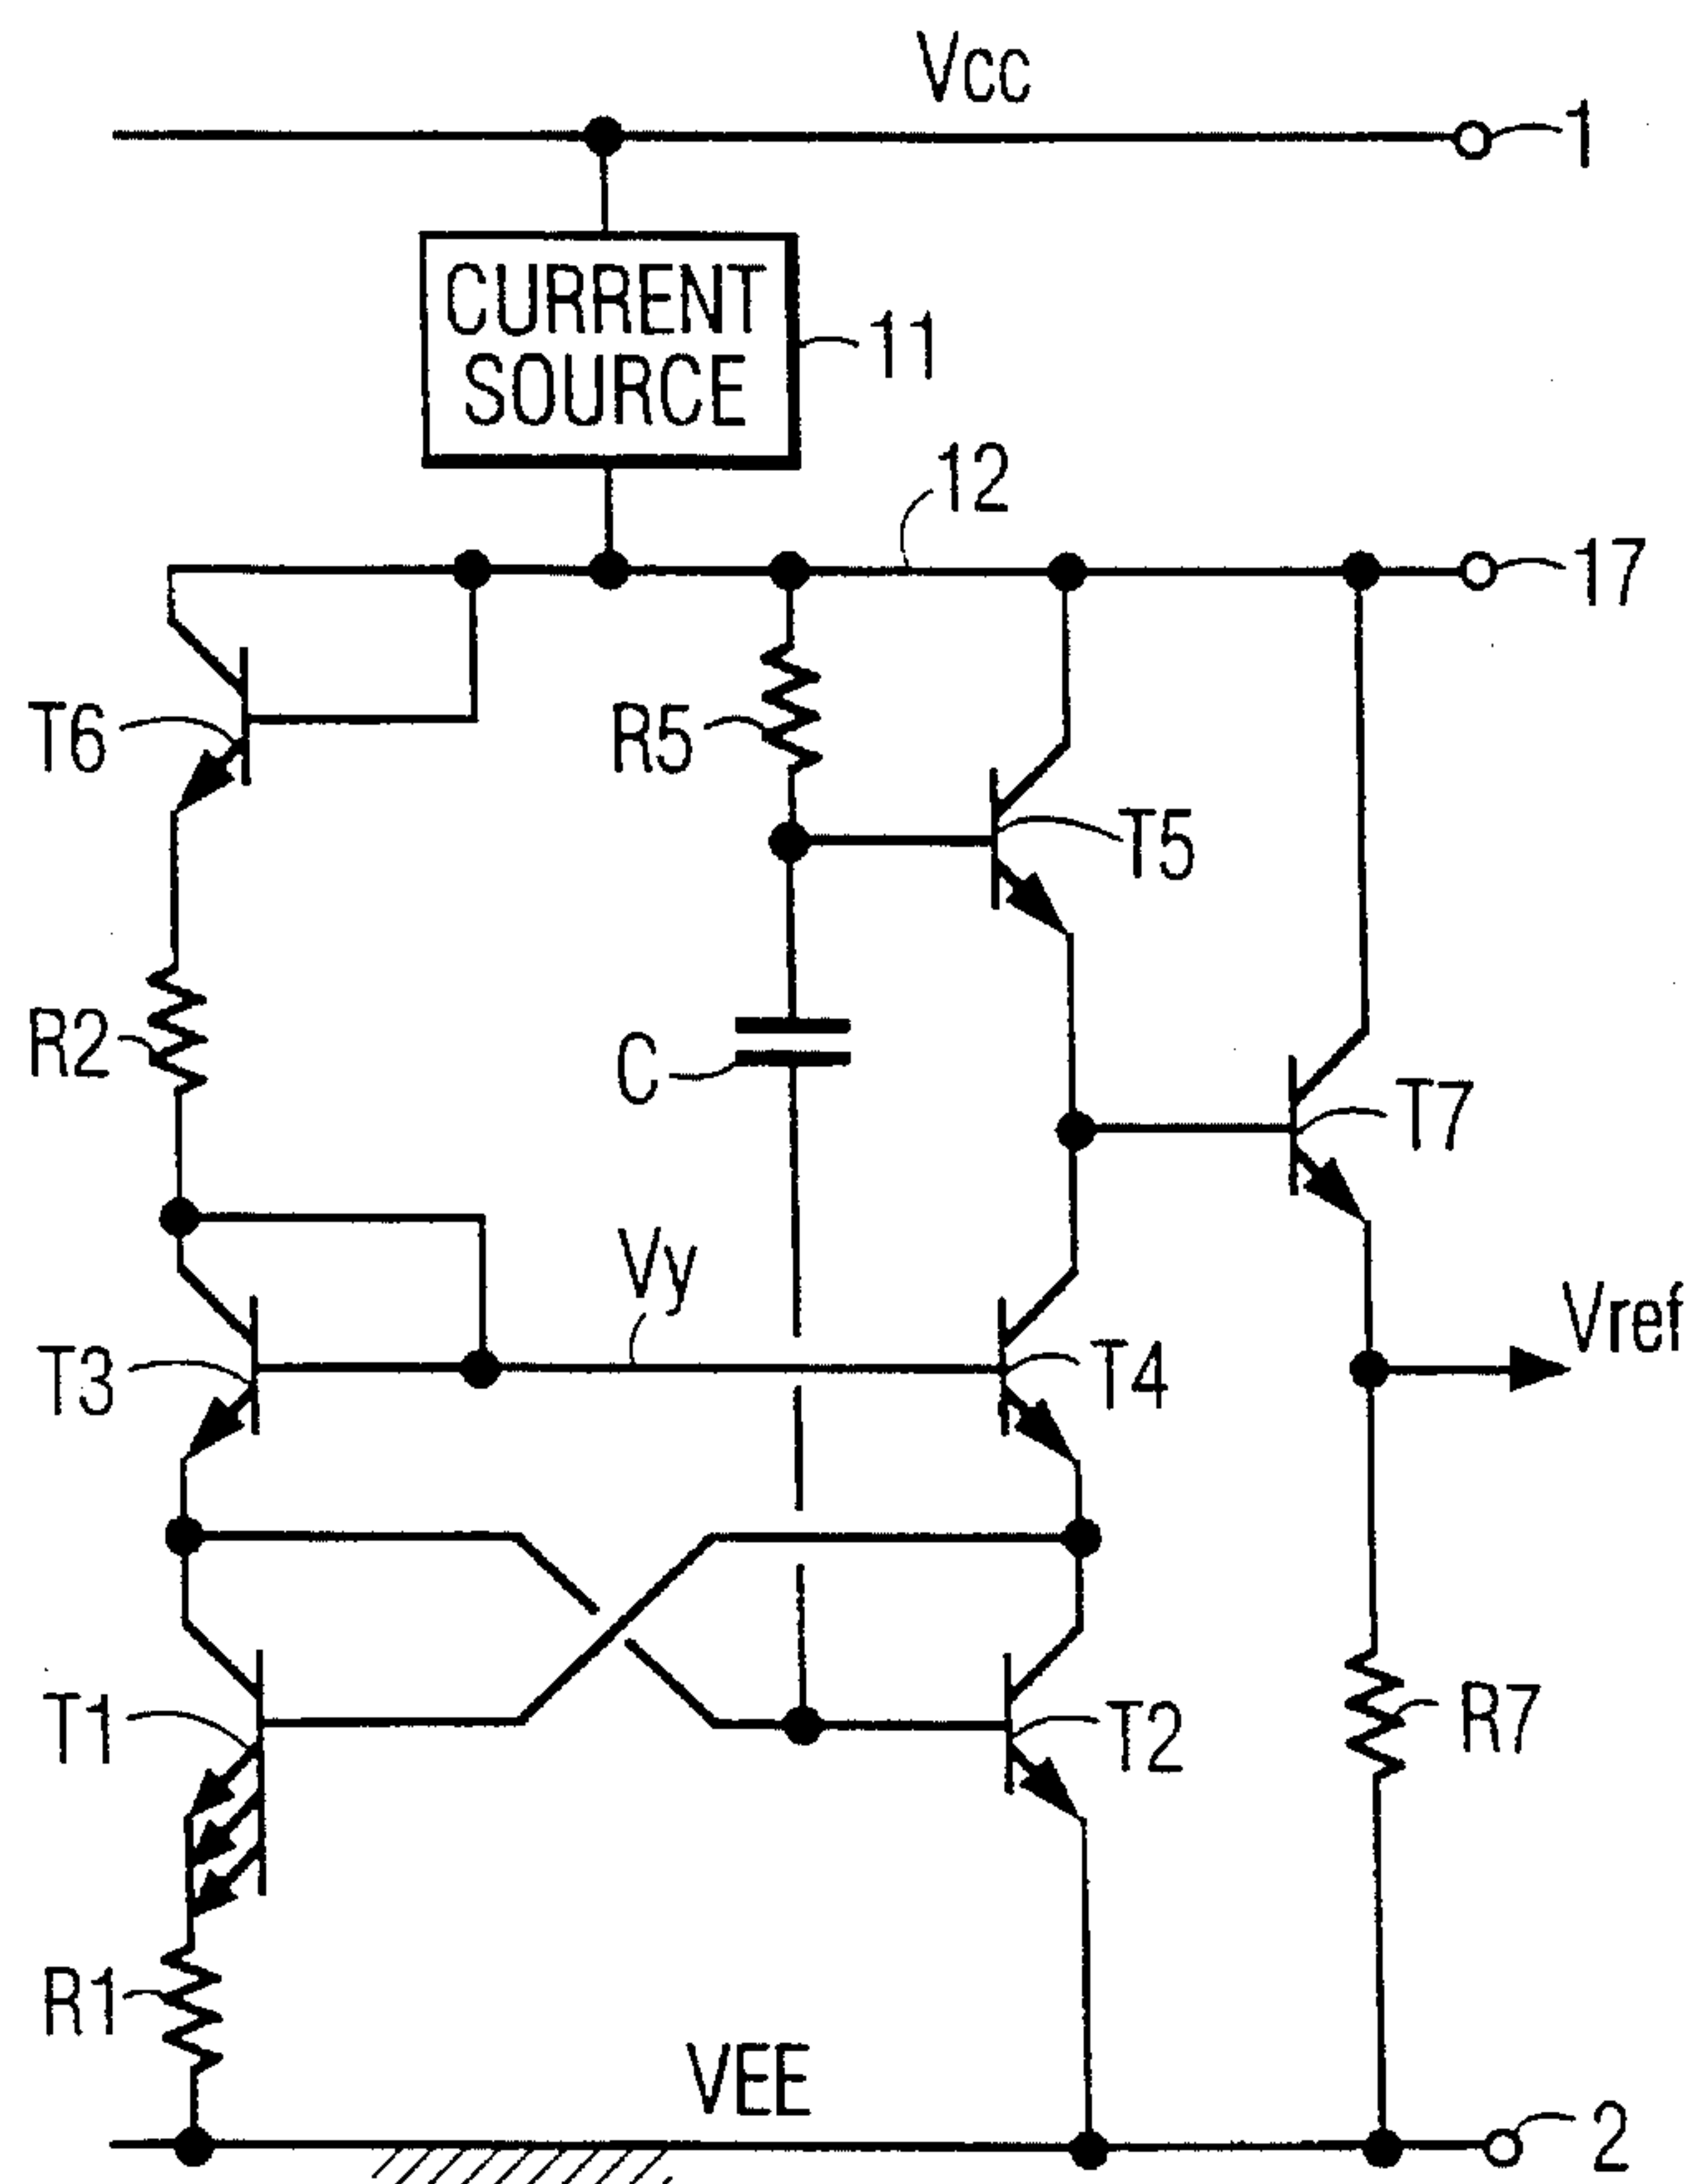 Vcc
1
CURRENT
SOURCE
11
12
17
T6
R5
T5
R2
C
T7
Vy
Vref
T3
T4
T1
T2
R7
R1
VEE
2